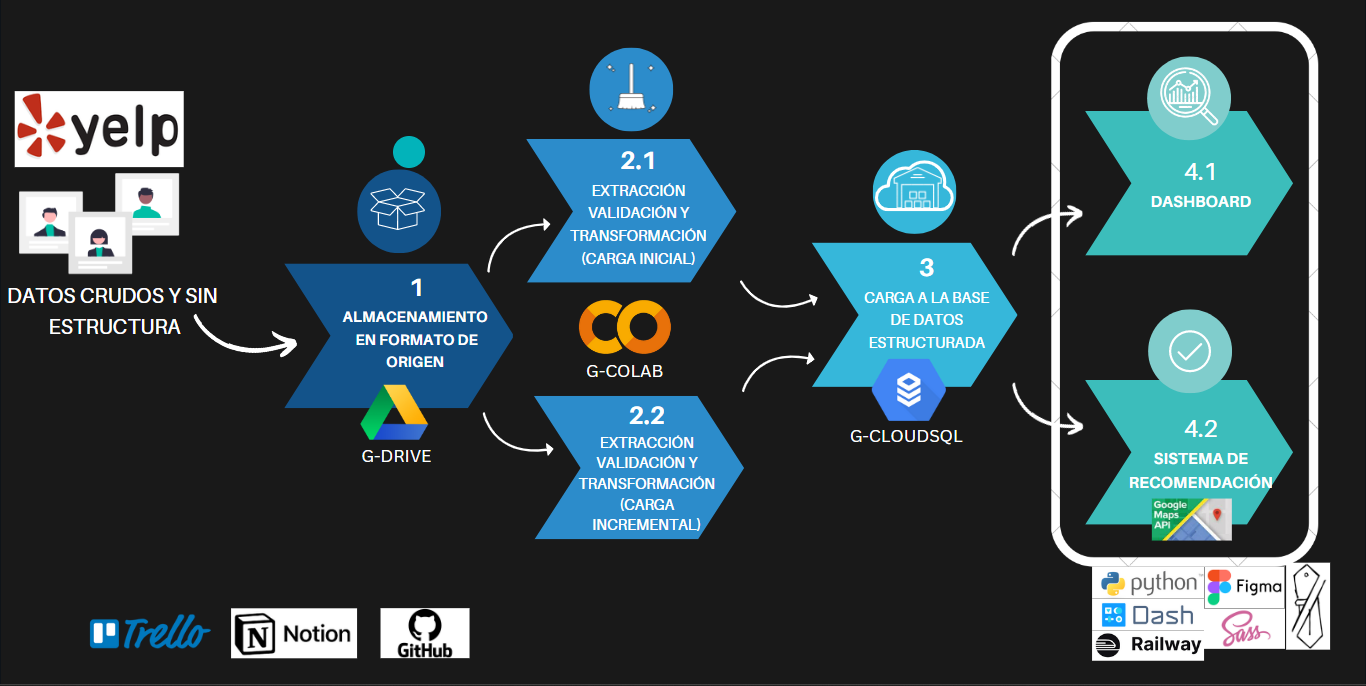 yelp
DATOS CRUDOS Y SIN
ESTRUCTURA
1
ALMACENAMIENTO
EN FORMATO DE
ORIGEN
G-DRIVE
2.1
EXTRACCIÓN
VALIDACIÓN Y
TRANSFORMACIÓN
(CARGA INICIAL)
G-COLAB
2.2
EXTRACCIÓN
VALIDACIÓN Y
TRANSFORMACIÓN
(CARGA
INCREMENTAL)
3
CARGA A LA BASE
DE DATOS
ESTRUCTURADA
G-CLOUDSQL
4.1
DASHBOARD
4.2
SISTEMA DE
RECOMENDACIÓN
Google
Maps
API
Trello
N Notion
GitHub
python
Figma
Dash
Sass
Railway